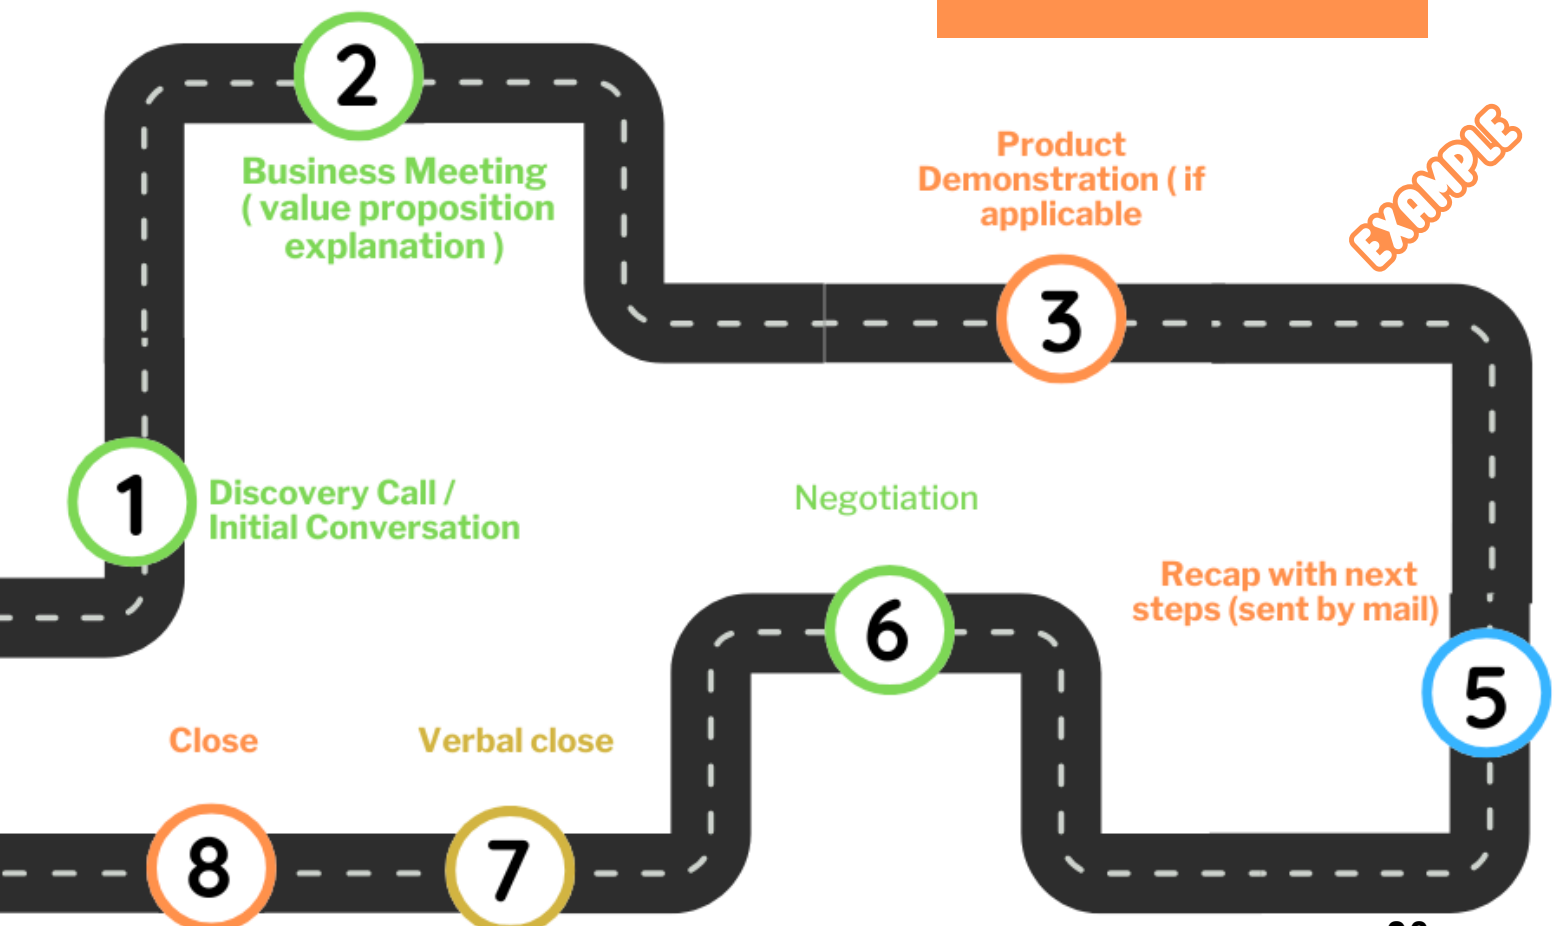 2
Business Meeting
( value proposition
explanation )
Product
Demonstration ( if
applicable
EXAMPLE
3
1
Discovery Call /
Initial Conversation
Negotiation
6
Recap with next
steps (sent by mail)
5
Close
Verbal close
8
7